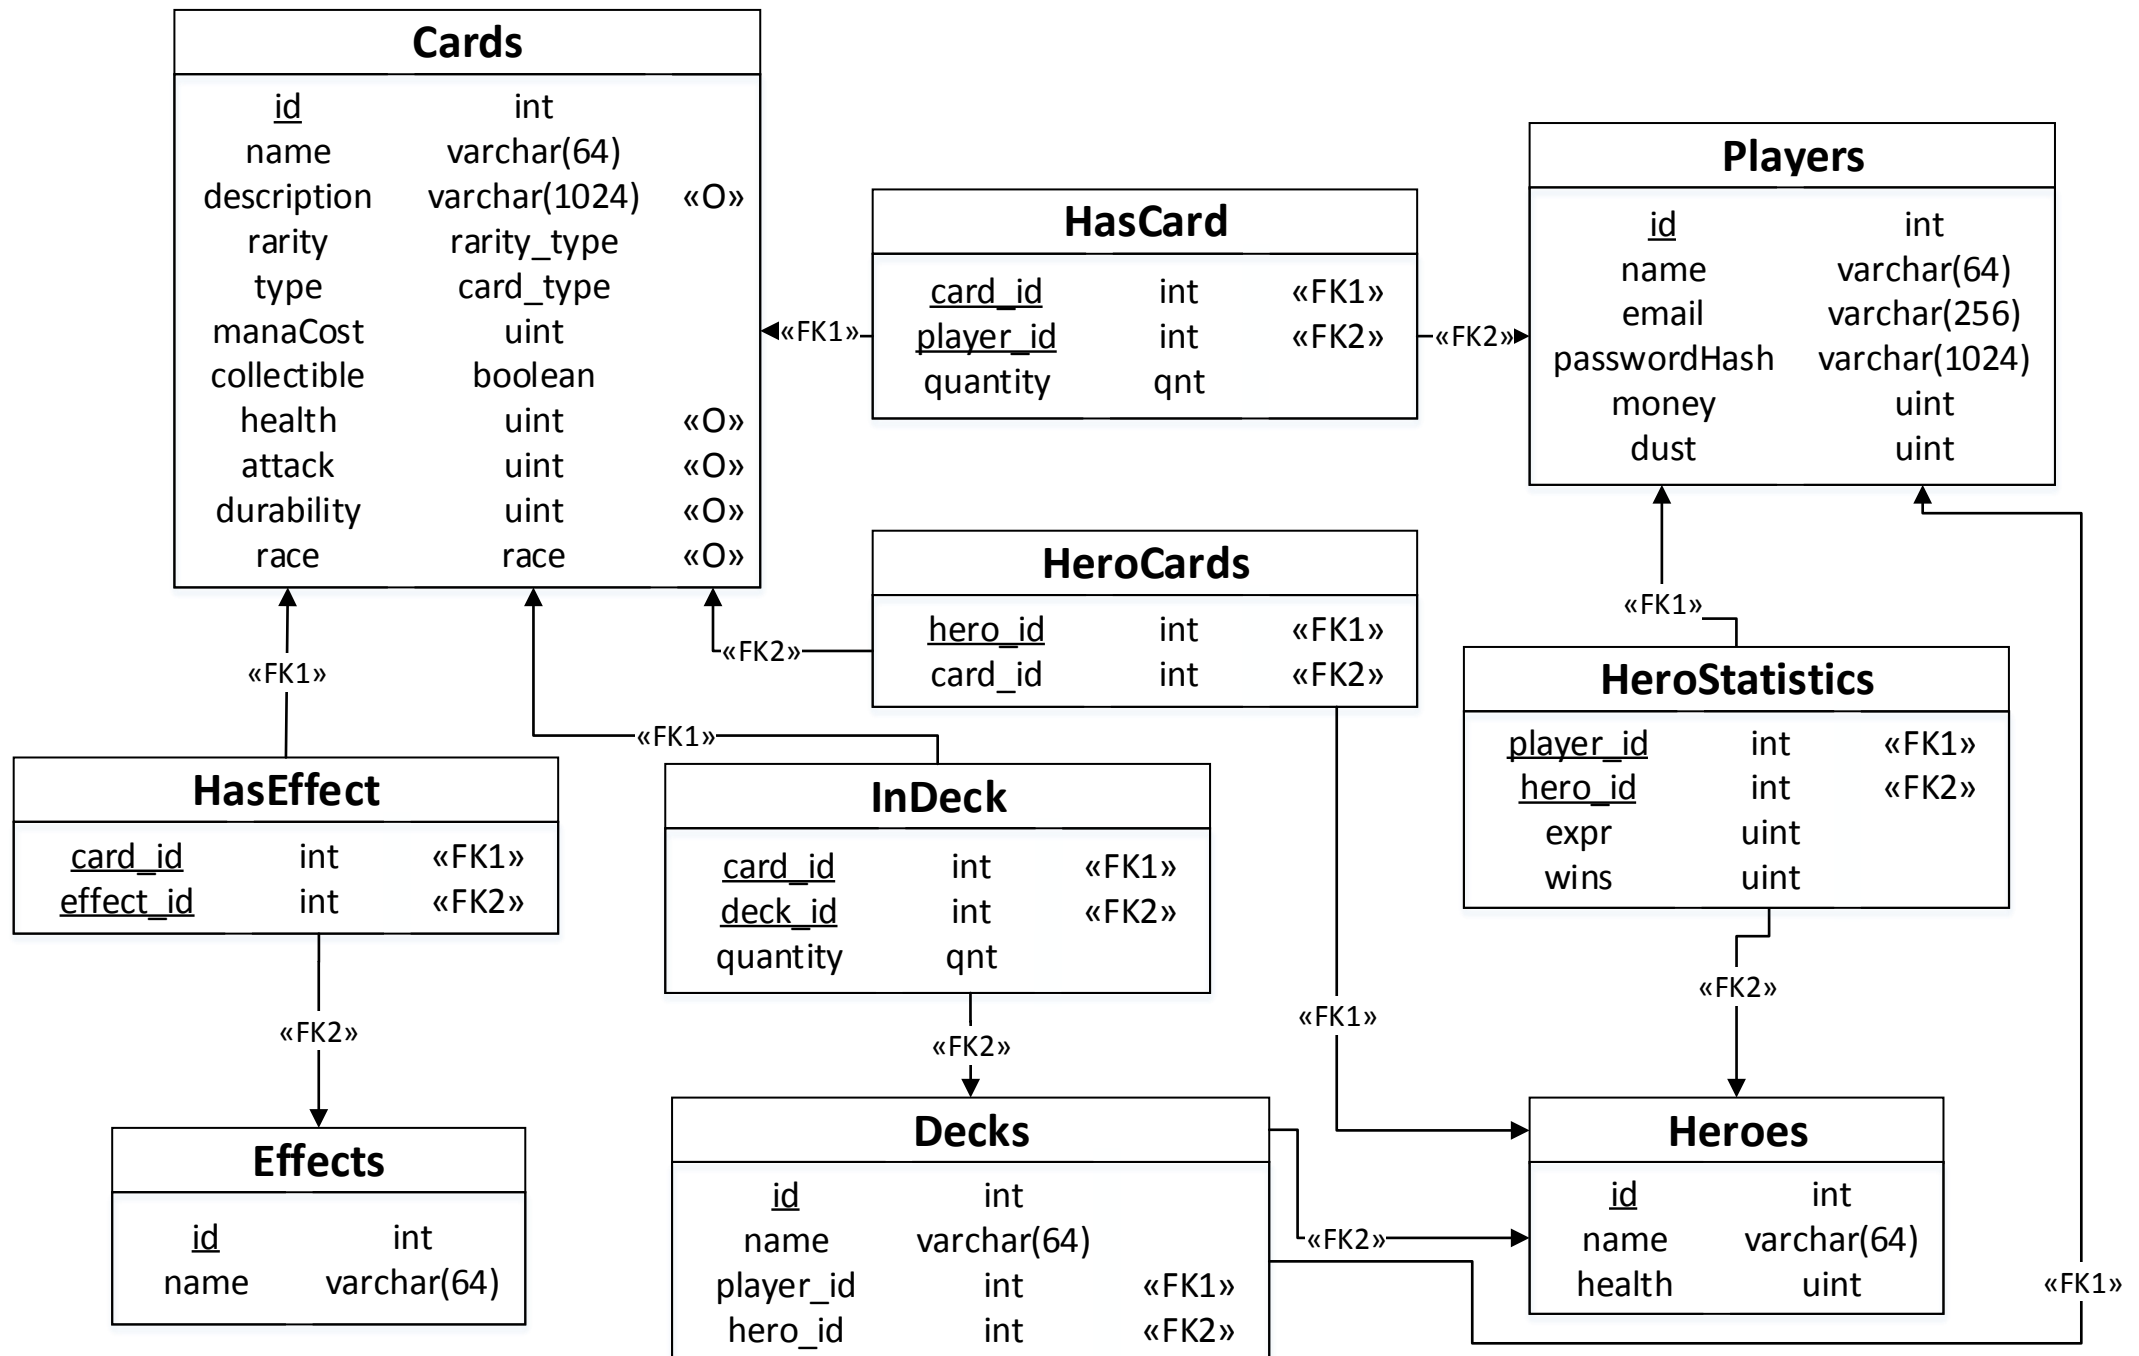 Cards
id int
name varchar(64)
description varchar(1024) «O»
rarity rarity_type
type card_type
manaCost uint
collectible boolean
health uint «O»
attack uint «O»
durability uint «O»
race race «O»
«FK1»
HasCard
card_id int «FK1»
player_id int «FK2»
quantity qnt
«FK2»
Players
id int
name varchar(64)
email varchar(256)
passwordHash varchar(1024)
money uint
dust uint
HeroCards
hero_id int «FK1»
card_id int «FK2»
«FK2»
«FK1»
«FK1»
«FK1»
HeroStatistics
player_id int «FK1»
hero_id int «FK2»
expr uint
wins uint
HasEffect
card_id int «FK1»
effect_id int «FK2»
InDeck
card_id int «FK1»
deck_id int «FK2»
quantity qnt
«FK2»
«FK2»
«FK1»
«FK2»
Effects
id int
name varchar(64)
Decks
id int
name varchar(64)
player_id int «FK1»
hero_id int «FK2»
«FK2»
Heroes
id int
name varchar(64)
health uint
«FK1»